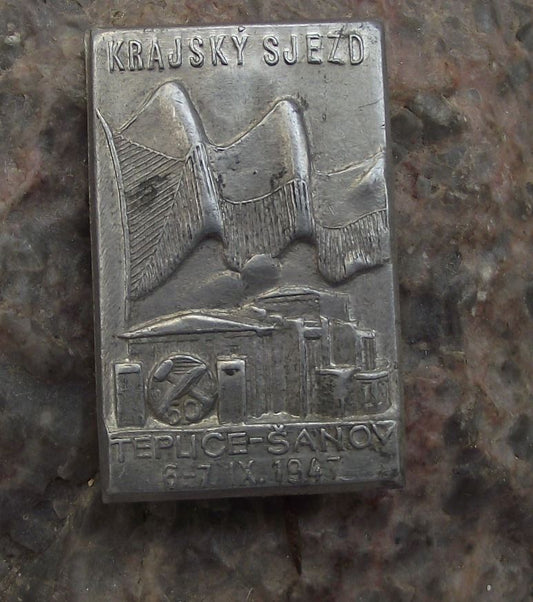 KRAJSKÝ SJEZD
50
TEPLICE-ŠANOV
6-7 IX. 1947